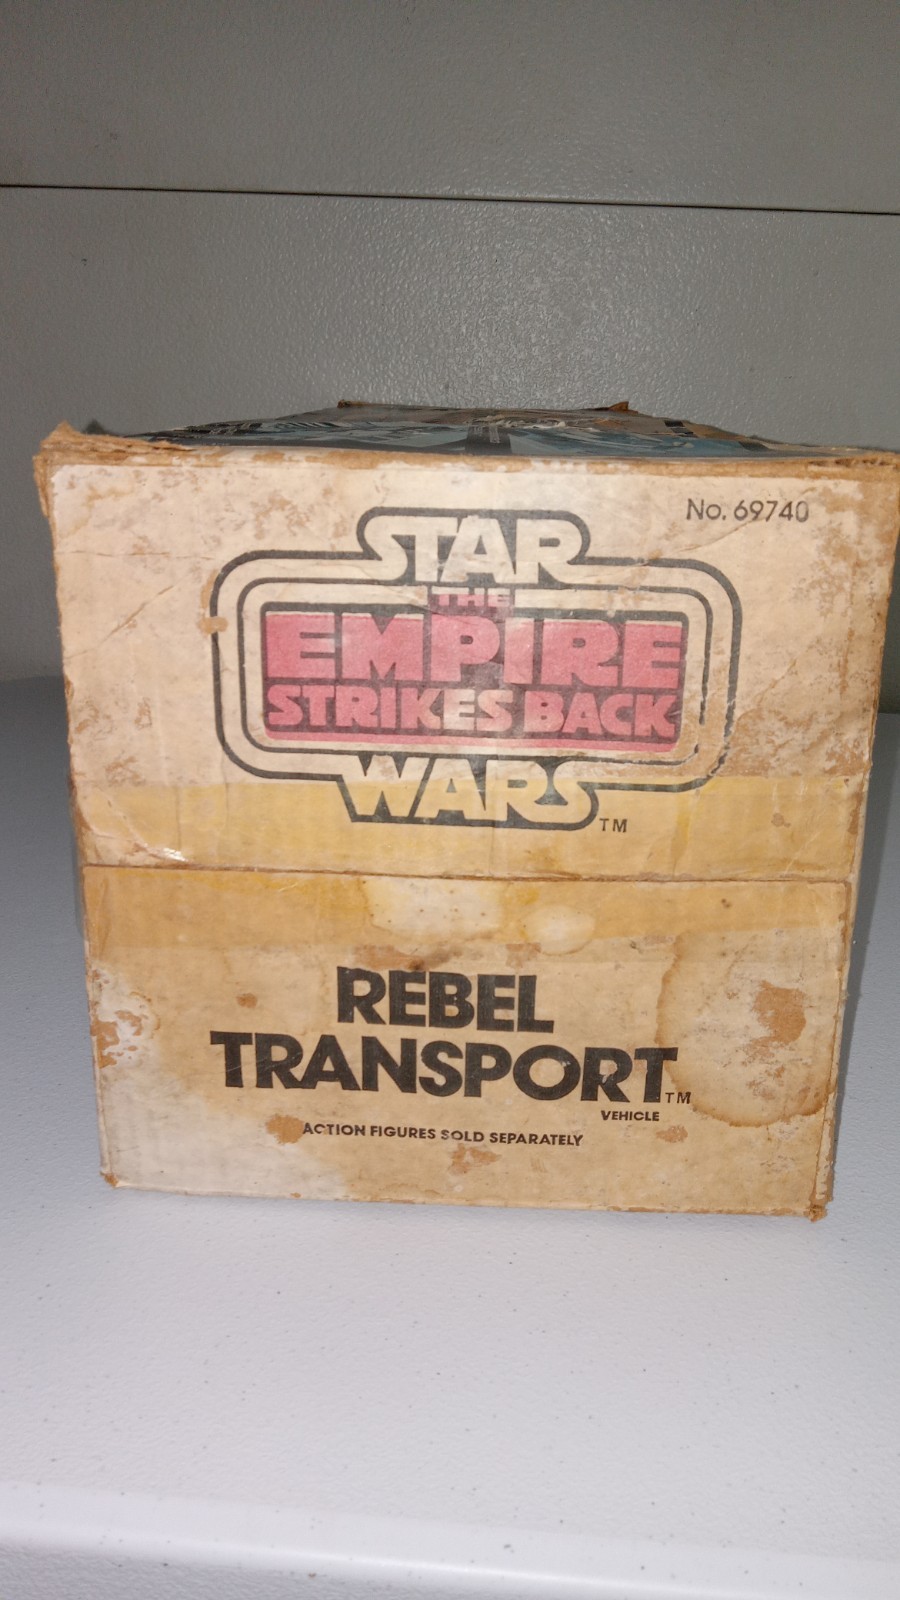 No. 69740
STAR
THE
EMPIRE
STRIKES BACK
WARS TM
REBEL
TRANSPORT TM
VEHICLE
ACTION FIGURES SOLD SEPARATELY